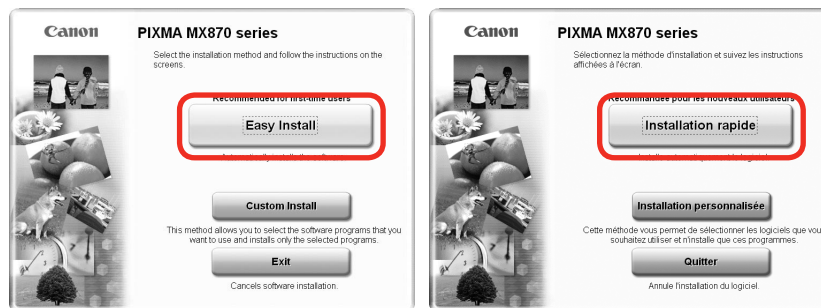 Canon
PIXMA MX870 series
Select the installation method and follow the instructions on the
screens.
Recommended for first-time users
Easy Install
Custom Install
This method allows you to select the software programs that you
want to use and installs only the selected programs.
Exit
Cancels software installation.
Canon
PIXMA MX870 series
Sélectionnez la méthode d'installation et suivez les instructions
affichées à l'écran.
Recommandée pour les nouveaux utilisateurs
Installation rapide
Installation personnalisée
Cette méthode vous permet de sélectionner les logiciels que vou
souhaitez utiliser et n'installe que ces programmes.
Quitter
Annule l'installation du logiciel.